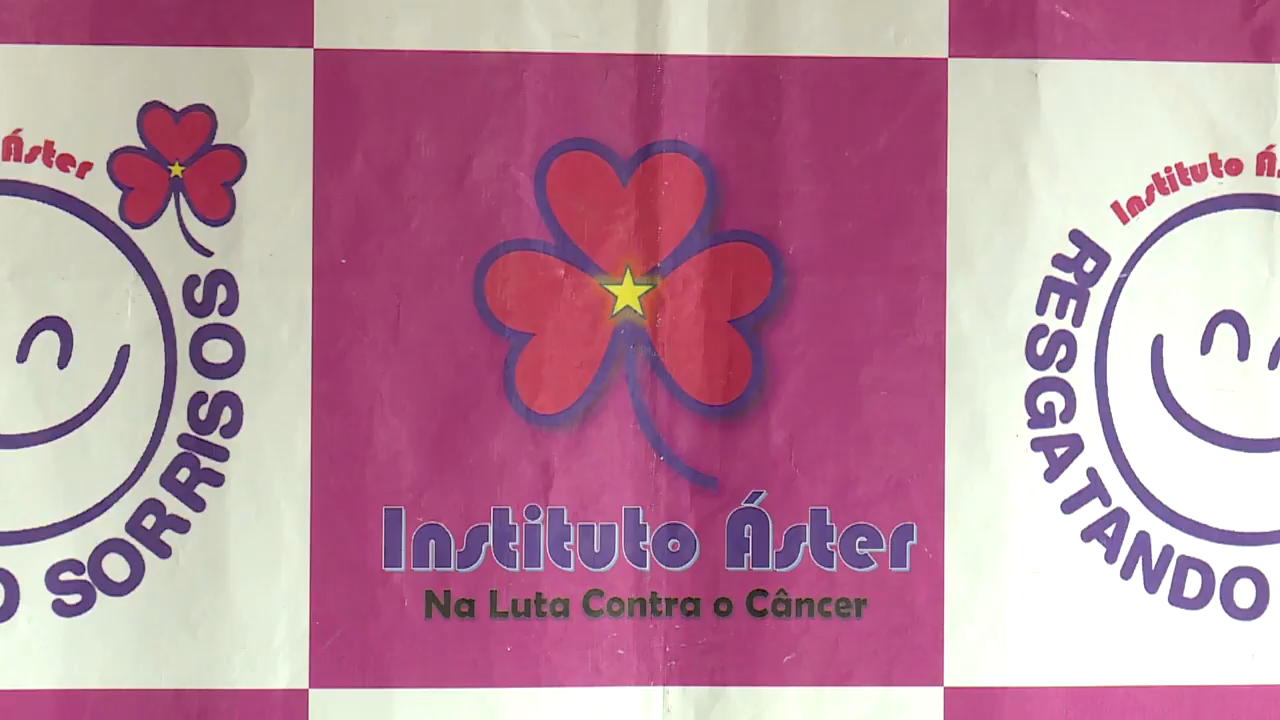 Áster
SORRISOS
Instituto Áster
Na Luta Contra o Câncer
Instituto
RESGATANDO